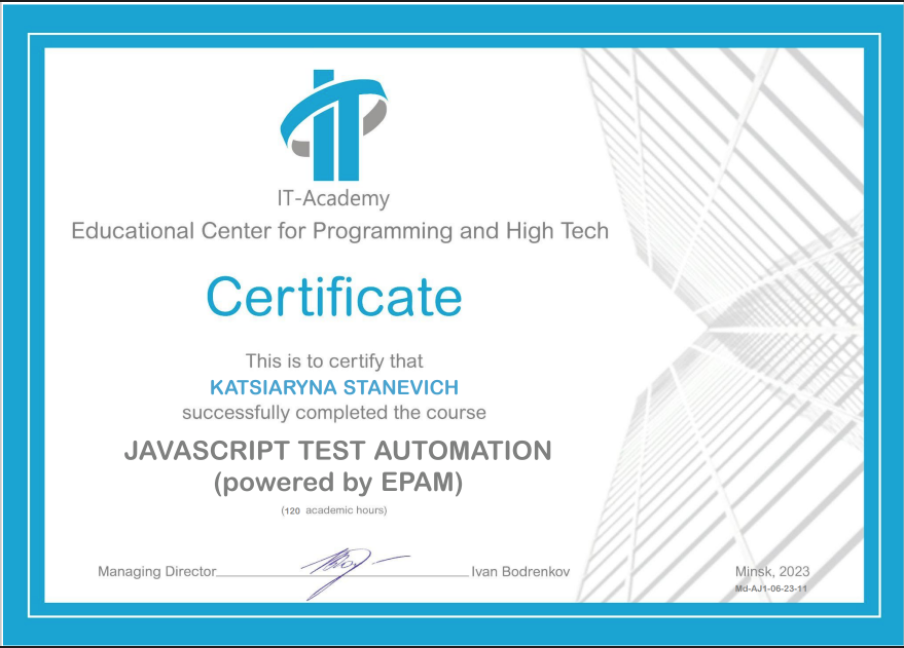 IT
IT-Academy
Educational Center for Programming and High Tech
Certificate
This is to certify that
KATSIARYNA STANEVICH
successfully completed the course
JAVASCRIPT TEST AUTOMATION
(powered by EPAM)
(120 academic hours)
Managing Director Ivan Bodrenkov
Minsk, 2023
Md-AJ1-06-23-11